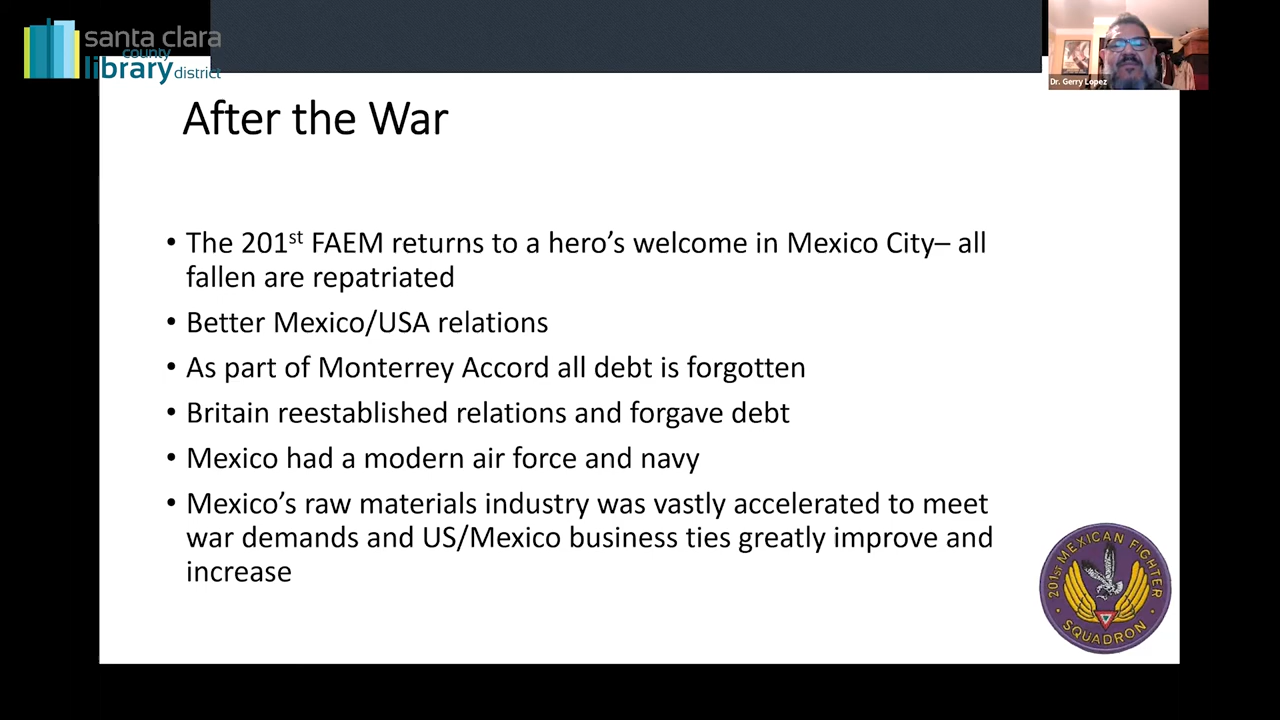 santa clara
county
library district
Dr. Gerry Lopez
After the War
• The 201st FAEM returns to a hero’s welcome in Mexico City– all
fallen are repatriated
• Better Mexico/USA relations
• As part of Monterrey Accord all debt is forgotten
• Britain reestablished relations and forgave debt
• Mexico had a modern air force and navy
• Mexico’s raw materials industry was vastly accelerated to meet
war demands and US/Mexico business ties greatly improve and
increase
201ST MEXICAN FIGHTER
SQUADRON